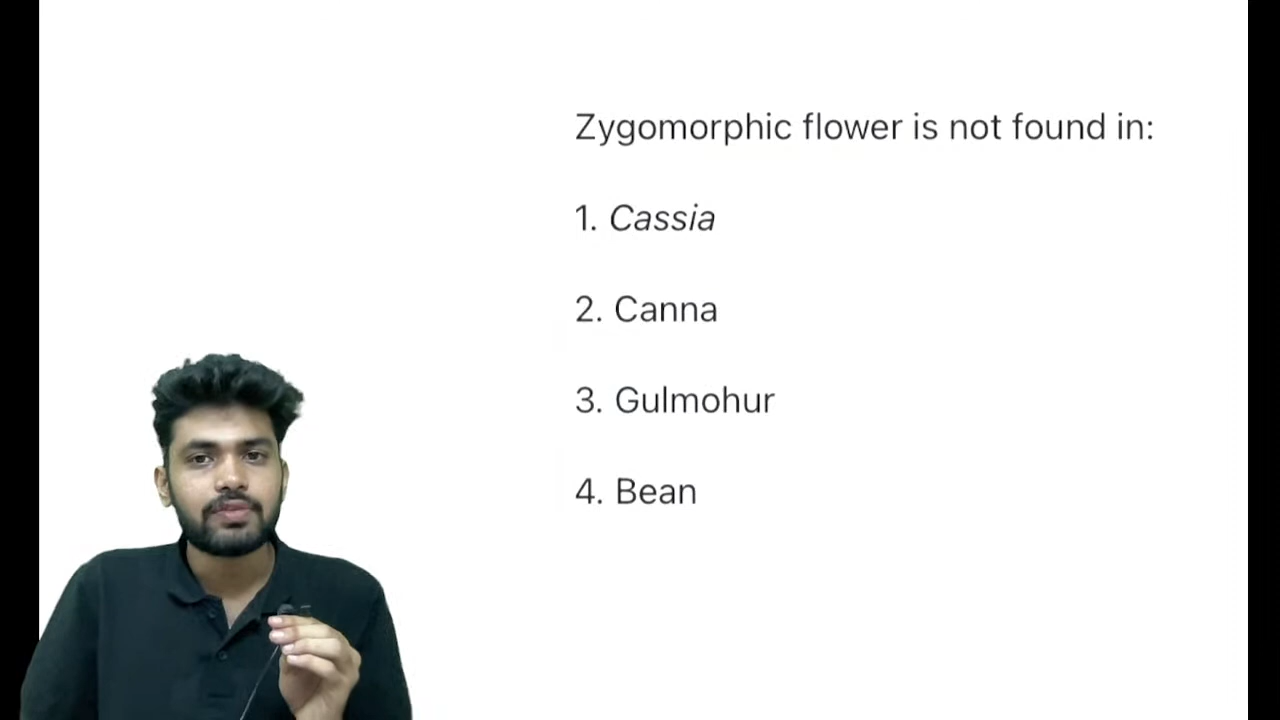 Zygomorphic flower is not found in:
1. Cassia
2. Canna
3. Gulmohur
4. Bean